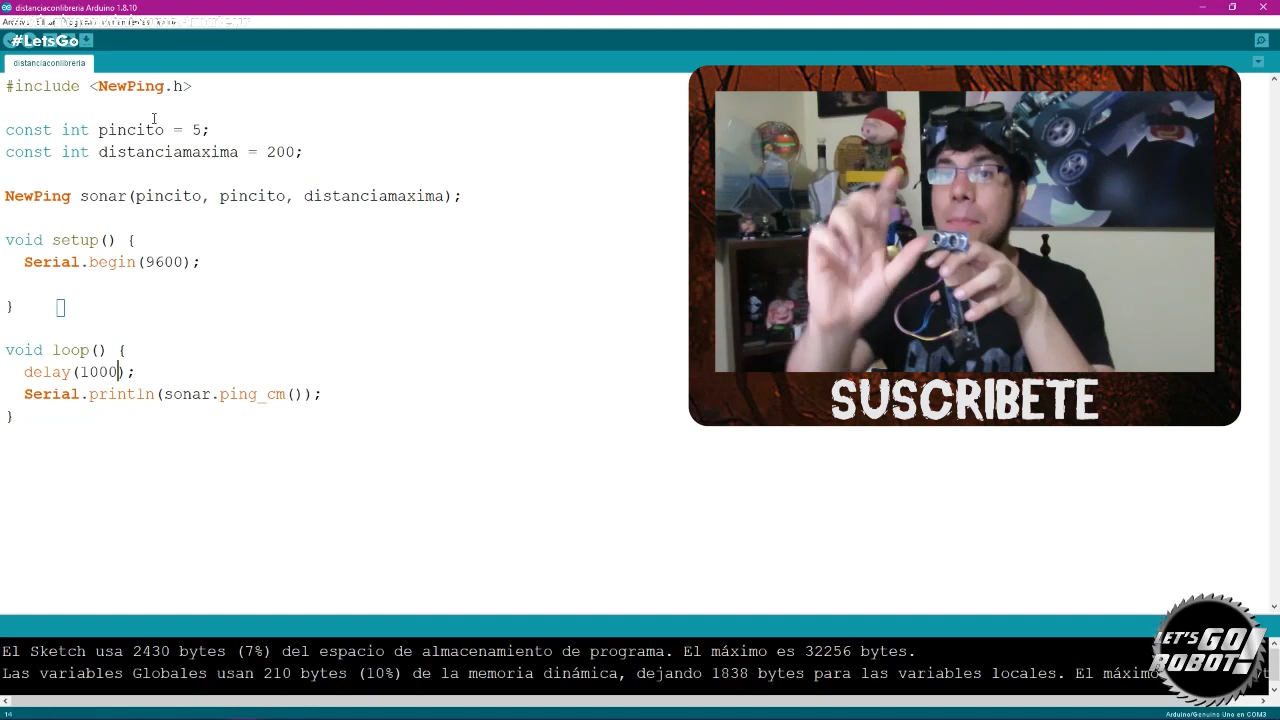 distanciaconlibreria Arduino 1.8.10
#LetsGo
distanciaconlibreria
#include <NewPing.h>
const int pincito = 5;
const int distanciamaxima = 200;
NewPing sonar(pincito, pincito, distanciamaxima);
void setup() {
Serial.begin(9600);
}
void loop() {
delay(1000);
Serial.println(sonar.ping_cm());
}
SUSCRIBETE
El Sketch usa 2430 bytes (7%) del espacio de almacenamiento de programa. El máximo es 32256 bytes.
Las variables Globales usan 210 bytes (10%) de la memoria dinámica, dejando 1838 bytes para las variables locales. El máximo
LET'S GO
ROBOT!
14
Arduino/Genuino Uno en COM3